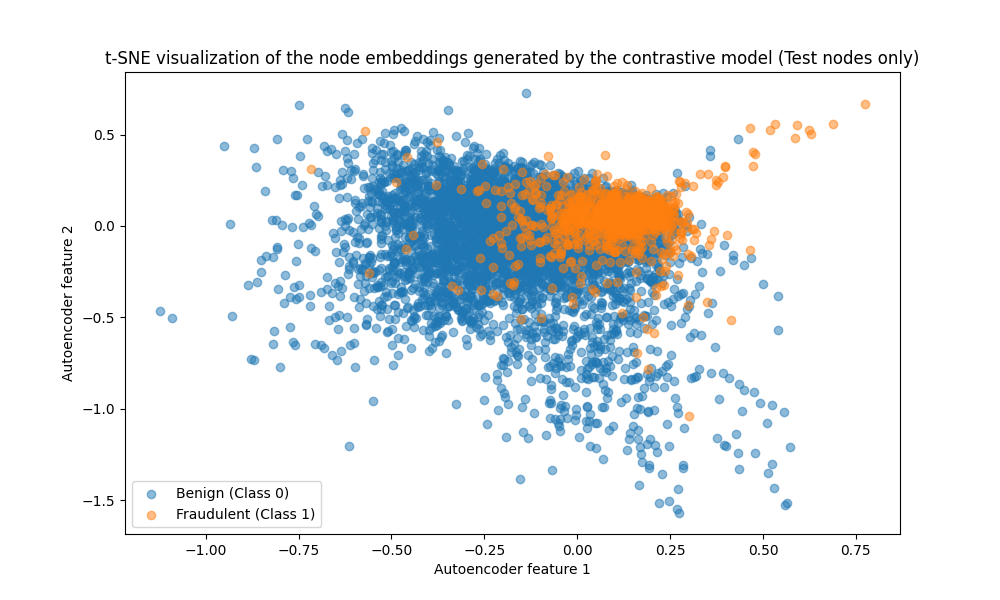 t-SNE visualization of the node embeddings generated by the contrastive model (Test nodes only)
Autoencoder feature 2
0.5
0.0
−0.5
−1.0
−1.5
Benign (Class 0)
Fraudulent (Class 1)
−1.00 −0.75 −0.50 −0.25 0.00 0.25 0.50 0.75
Autoencoder feature 1